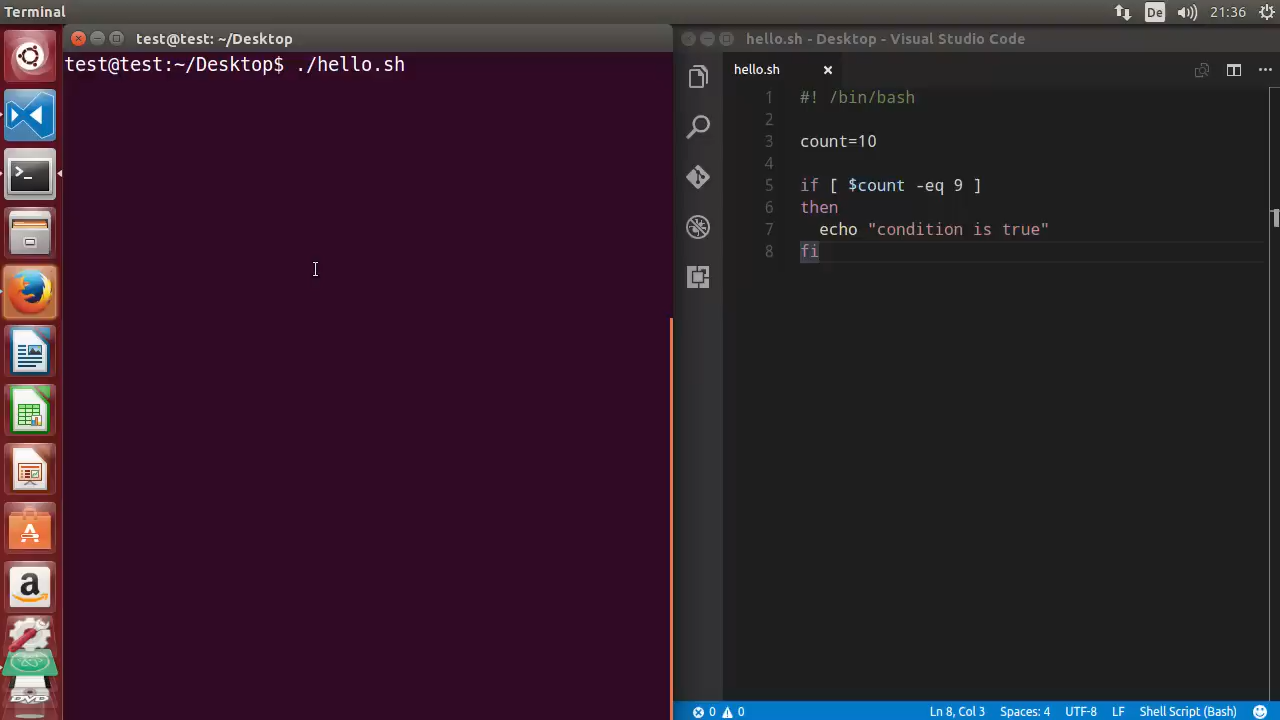 Terminal
De
21:36
test@test: ~/Desktop
test@test:~/Desktop$ ./hello.sh
hello.sh - Desktop - Visual Studio Code
hello.sh
1 #! /bin/bash
2
3 count=10
4
5 if [ $count -eq 9 ]
6 then
7 echo "condition is true"
8 fi
0 0
Ln 8, Col 3 Spaces: 4 UTF-8 LF Shell Script (Bash)
A
a
DVD